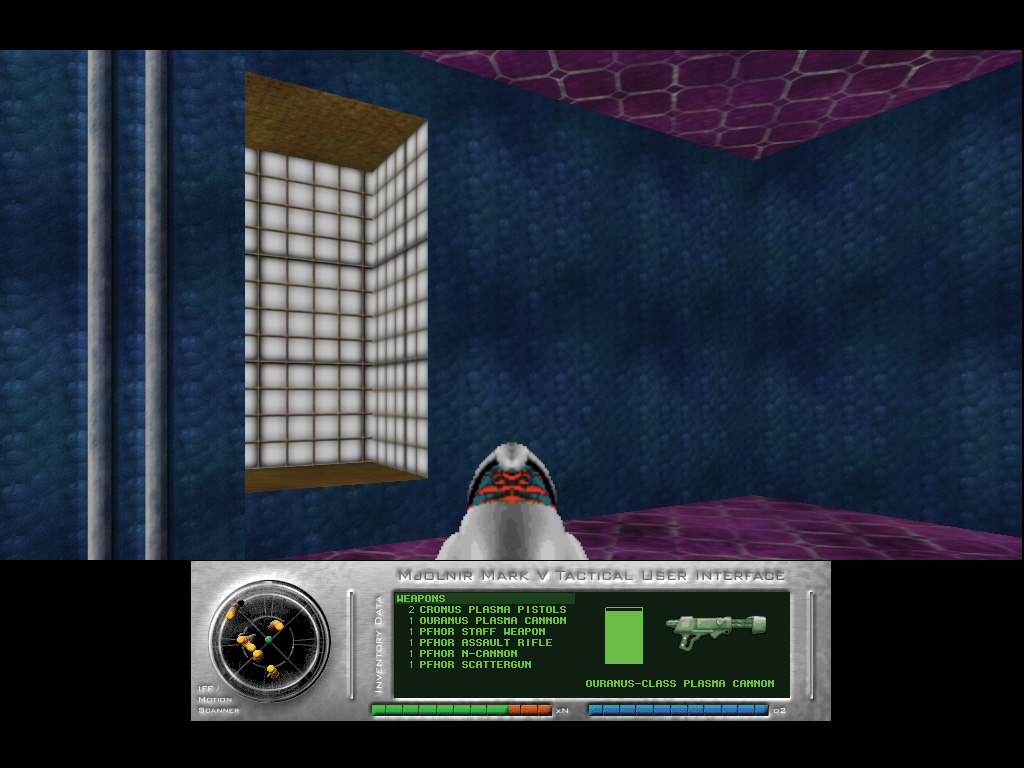 Mjolnir Mark V Tactical User Interface
Inventory Data
WEAPONS
2 CRONUS PLASMA PISTOLS
1 OURANUS PLASMA CANNON
1 PFHOR STAFF WEAPON
1 PFHOR ASSAULT RIFLE
1 PFHOR N-CANNON
1 PFHOR SCATTERGUN
OURANUS-CLASS PLASMA CANNON
IFF /
Motion
Scanner
xN
o2